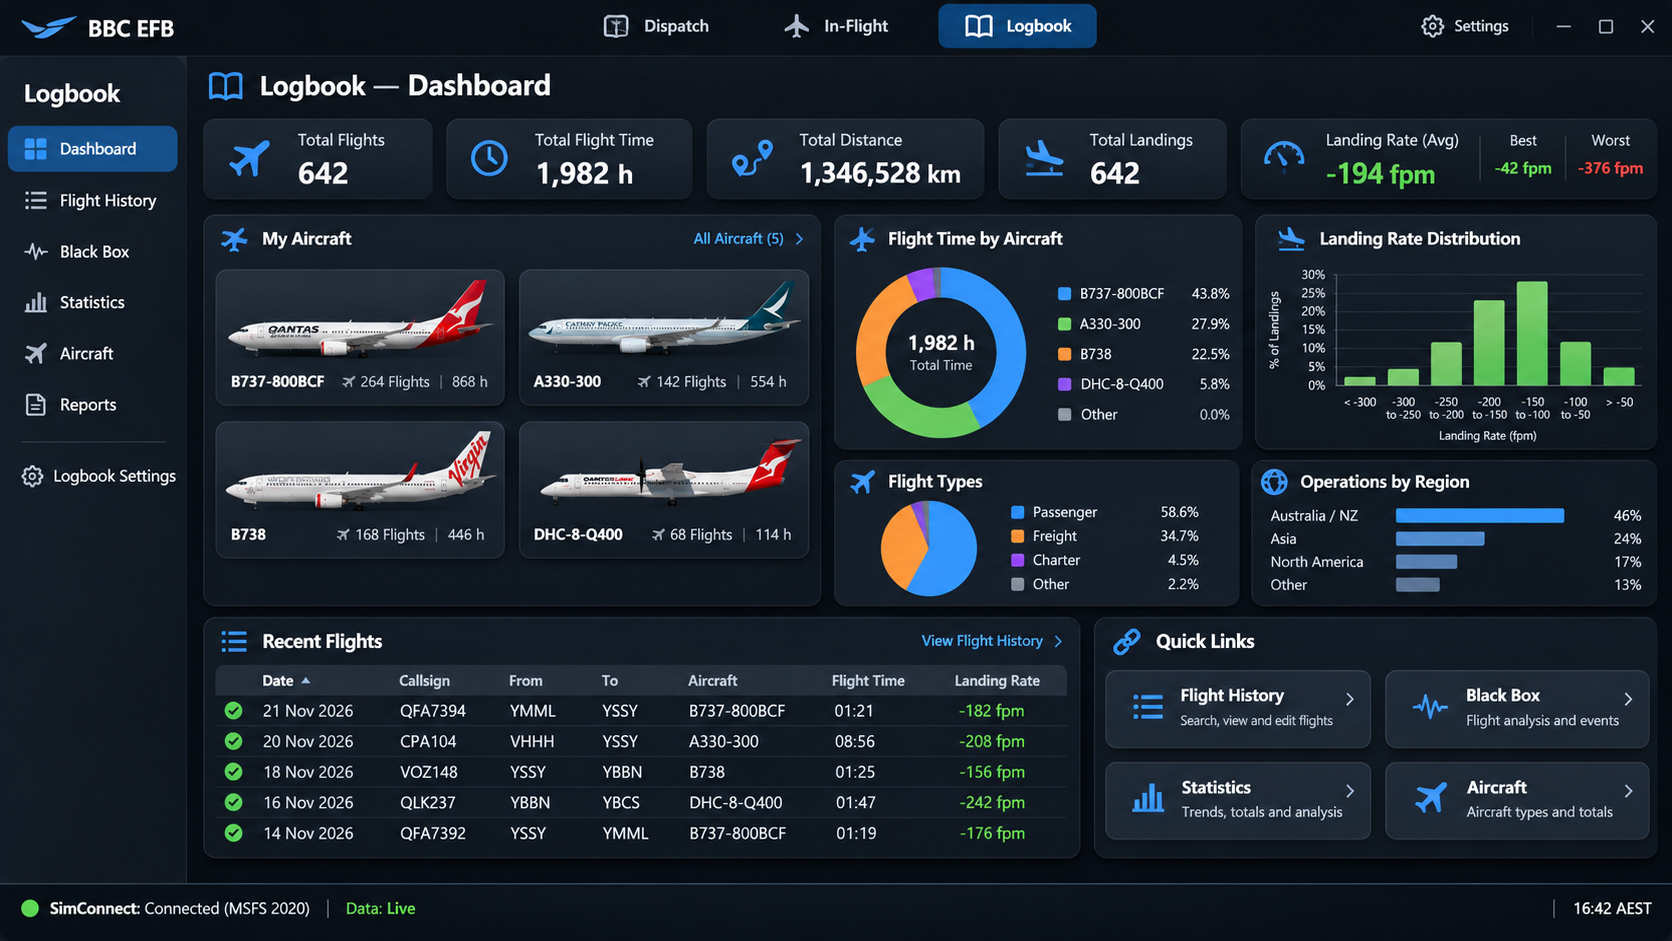 BBC EFB
Dispatch
In-Flight
Logbook
Settings
Logbook
Dashboard
Flight History
Black Box
Statistics
Aircraft
Reports
Logbook Settings
Logbook — Dashboard
Total Flights
642
Total Flight Time
1,982 h
Total Distance
1,346,528 km
Total Landings
642
Landing Rate (Avg)
-194 fpm
Best
-42 fpm
Worst
-376 fpm
My Aircraft
All Aircraft (5)
QANTAS
B737-800BCF 264 Flights | 868 h
CATHAY PACIFIC
A330-300 142 Flights | 554 h
Virgin
B738 168 Flights | 446 h
DHC-8-Q400 68 Flights | 114 h
Flight Time by Aircraft
1,982 h
Total Time
B737-800BCF 43.8%
A330-300 27.9%
B738 22.5%
DHC-8-Q400 5.8%
Other 0.0%
Landing Rate Distribution
% of Landings
30%
25%
20%
15%
10%
5%
0%
< -300
-300 to -250
-250 to -200
-200 to -150
-150 to -100
-100 to -50
> -50
Landing Rate (fpm)
Flight Types
Passenger 58.6%
Freight 34.7%
Charter 4.5%
Other 2.2%
Operations by Region
Australia / NZ 46%
Asia 24%
North America 17%
Other 13%
Recent Flights
View Flight History
Date Callsign From To Aircraft Flight Time Landing Rate
21 Nov 2026 QFA7394 YMML YSSY B737-800BCF 01:21 -182 fpm
20 Nov 2026 CPA104 VHHH YSSY A330-300 08:56 -208 fpm
18 Nov 2026 VOZ148 YSSY YBBN B738 01:25 -156 fpm
16 Nov 2026 QLK237 YBBN YBCS DHC-8-Q400 01:47 -242 fpm
14 Nov 2026 QFA7392 YSSY YMML B737-800BCF 01:19 -176 fpm
Quick Links
Flight History
Search, view and edit flights
Black Box
Flight analysis and events
Statistics
Trends, totals and analysis
Aircraft
Aircraft types and totals
SimConnect: Connected (MSFS 2020) | Data: Live
16:42 AEST